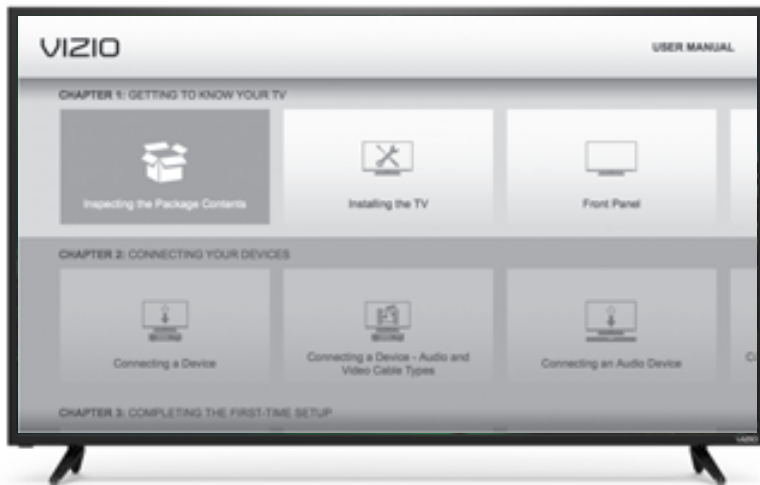 VIZIO
USER MANUAL
CHAPTER 1: GETTING TO KNOW YOUR TV
Inspecting the Package Contents
Installing the TV
Front Panel
CHAPTER 2: CONNECTING YOUR DEVICES
Connecting a Device
Connecting a Device - Audio and
Video Cable Types
Connecting an Audio Device
CHAPTER 3: COMPLETING THE FIRST-TIME SETUP
VIZIO